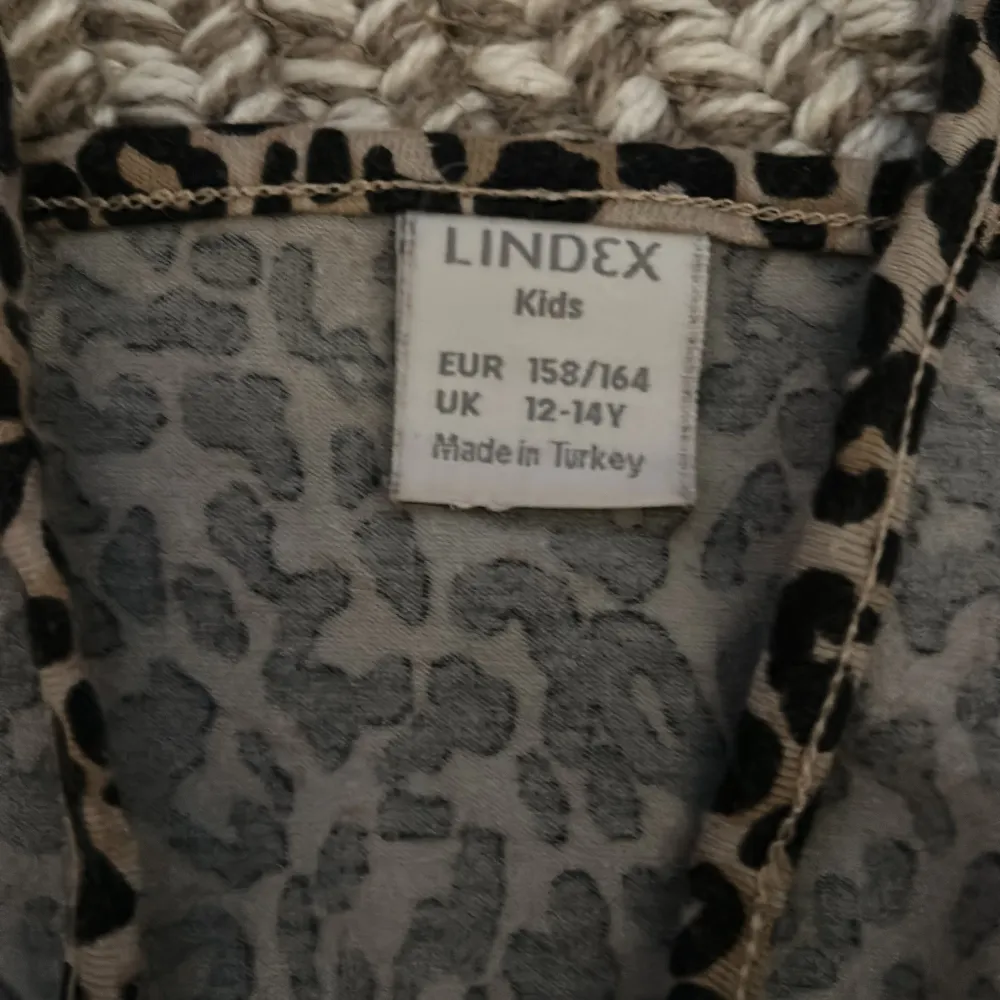 LINDEX
Kids
EUR 158/164
UK 12-14Y
Made in Turkey